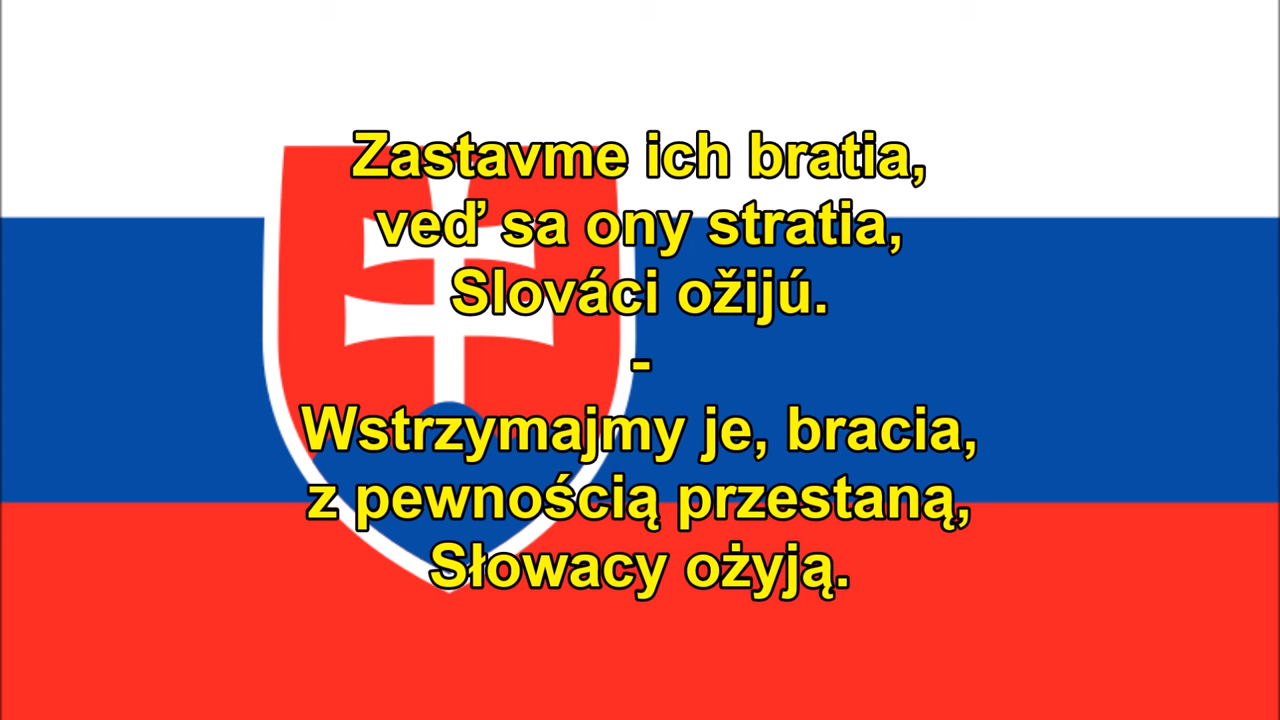 Zastavme ich bratia,
veď sa ony stratia,
Slováci ožijú.
-
Wstrzymajmy je, bracia,
z pewnością przestaną,
Słowacy ożyją.